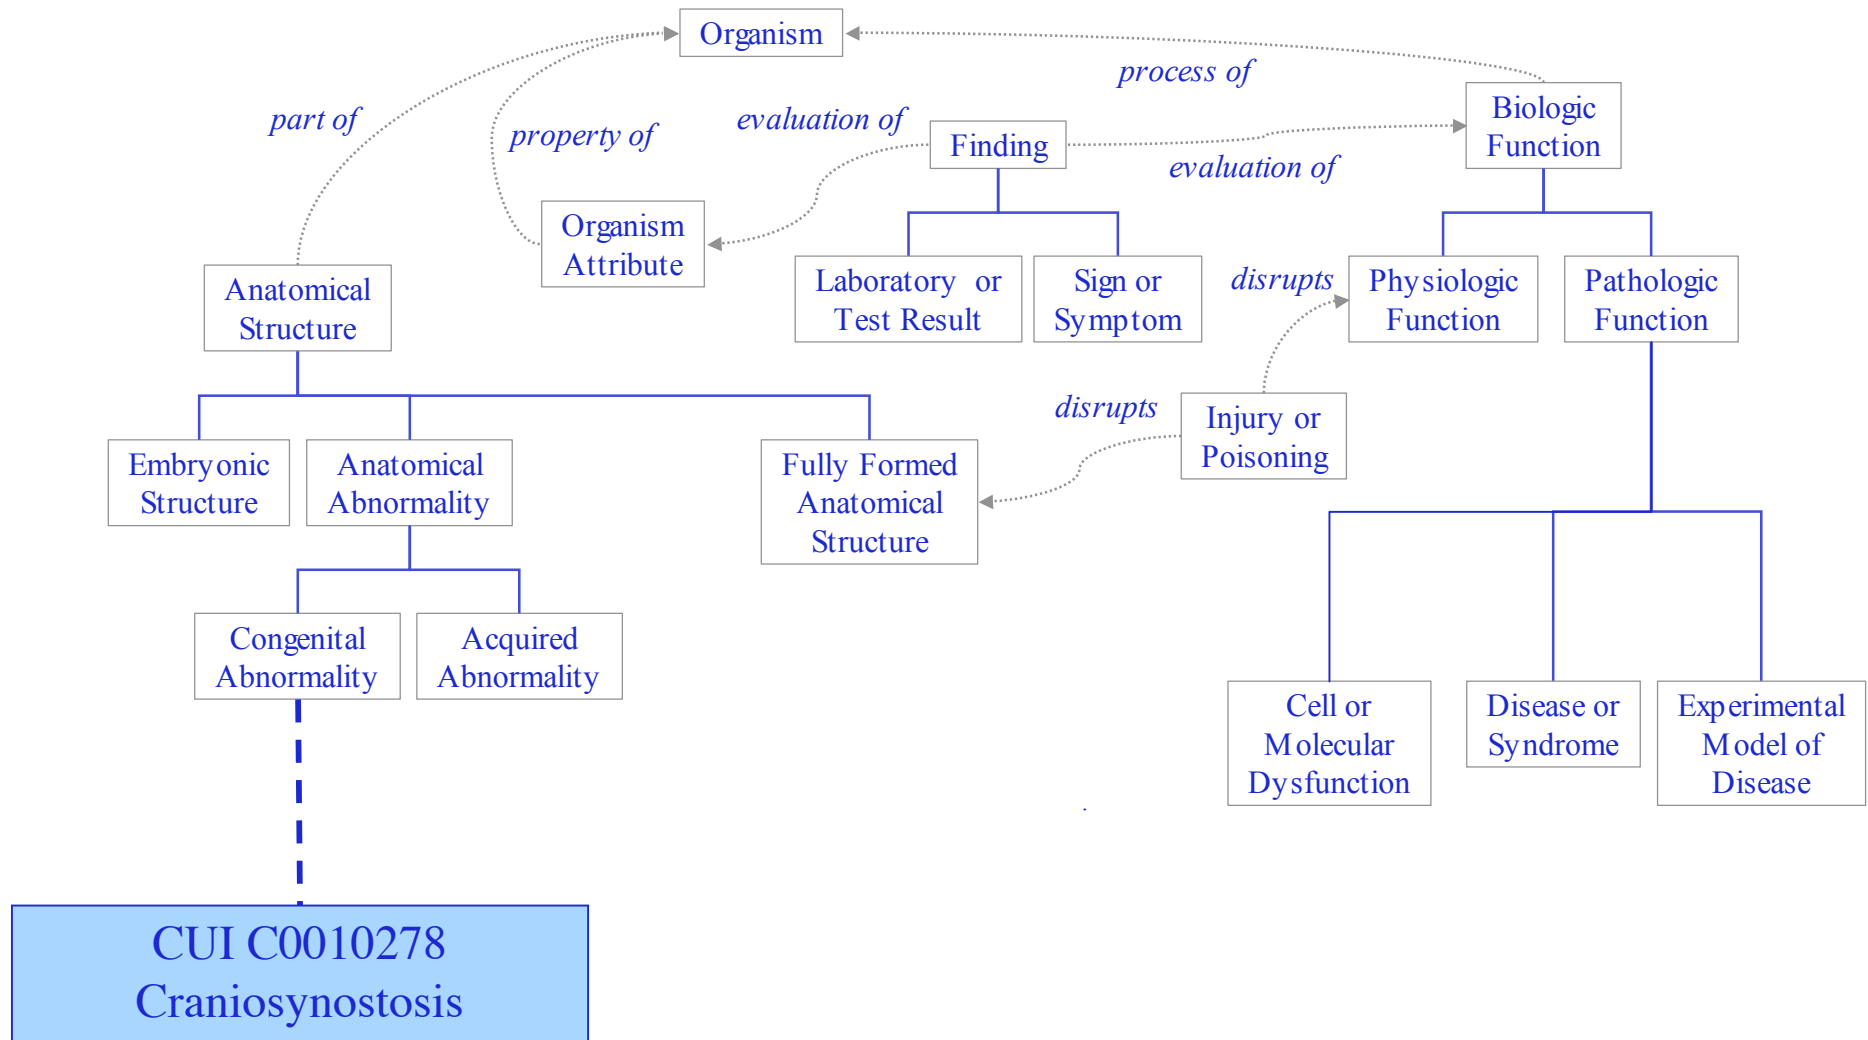 Organism
process of
Biologic
Function
part of
property of
evaluation of
Finding
evaluation of
Organism
Attribute
Anatomical
Structure
Laboratory or
Test Result
Sign or
Symptom
disrupts
Physiologic
Function
Pathologic
Function
disrupts
Injury or
Poisoning
Embryonic
Structure
Anatomical
Abnormality
Fully Formed
Anatomical
Structure
Congenital
Abnormality
Acquired
Abnormality
Cell or
Molecular
Dysfunction
Disease or
Syndrome
Experimental
Model of
Disease
CUI C0010278
Craniosynostosis